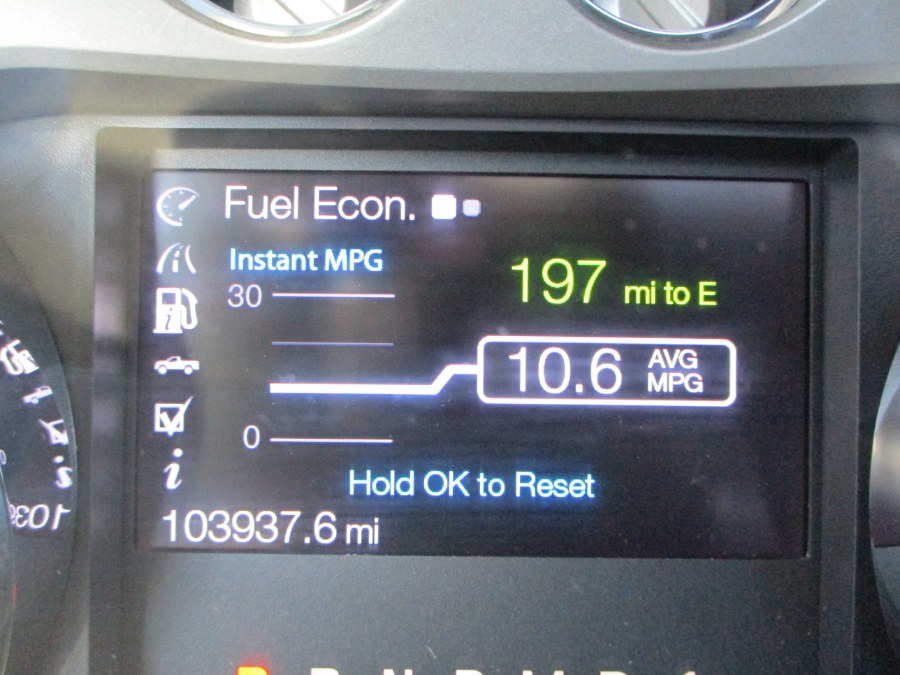 Fuel Econ.
Instant MPG
30
197 mi to E
10.6 AVG MPG
0
Hold OK to Reset
103937.6 mi